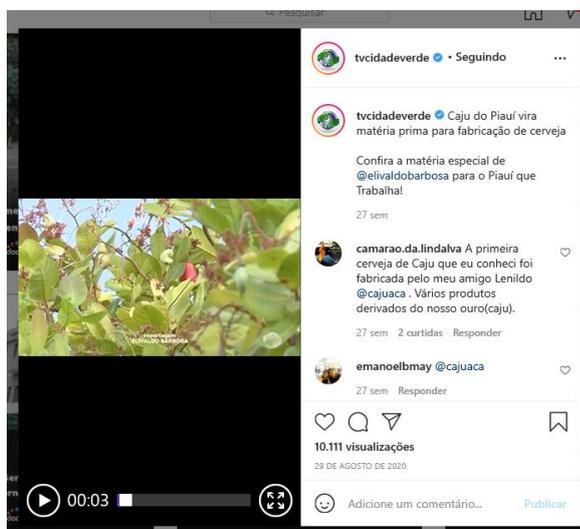 Pesquisar
tvcidadeverde • Seguindo
tvcidadeverde Caju do Piauí vira
matéria prima para fabricação de cerveja
Confira a matéria especial de
@elivaldobarbosa para o Piauí que
Trabalha!
27 sem
camarao.da.lindalva A primeira
cerveja de Caju que eu conheci foi
fabricada pelo meu amigo Lenildo
@cajuaca . Vários produtos
derivados do nosso ouro(caju).
27 sem 2 curtidas Responder
emanoelbmay @cajuaca
27 sem Responder
10.111 visualizações
29 DE AGOSTO DE 2020
Adicione um comentário... Publicar
reportagem
ELIVALDO BARBOSA
00:03